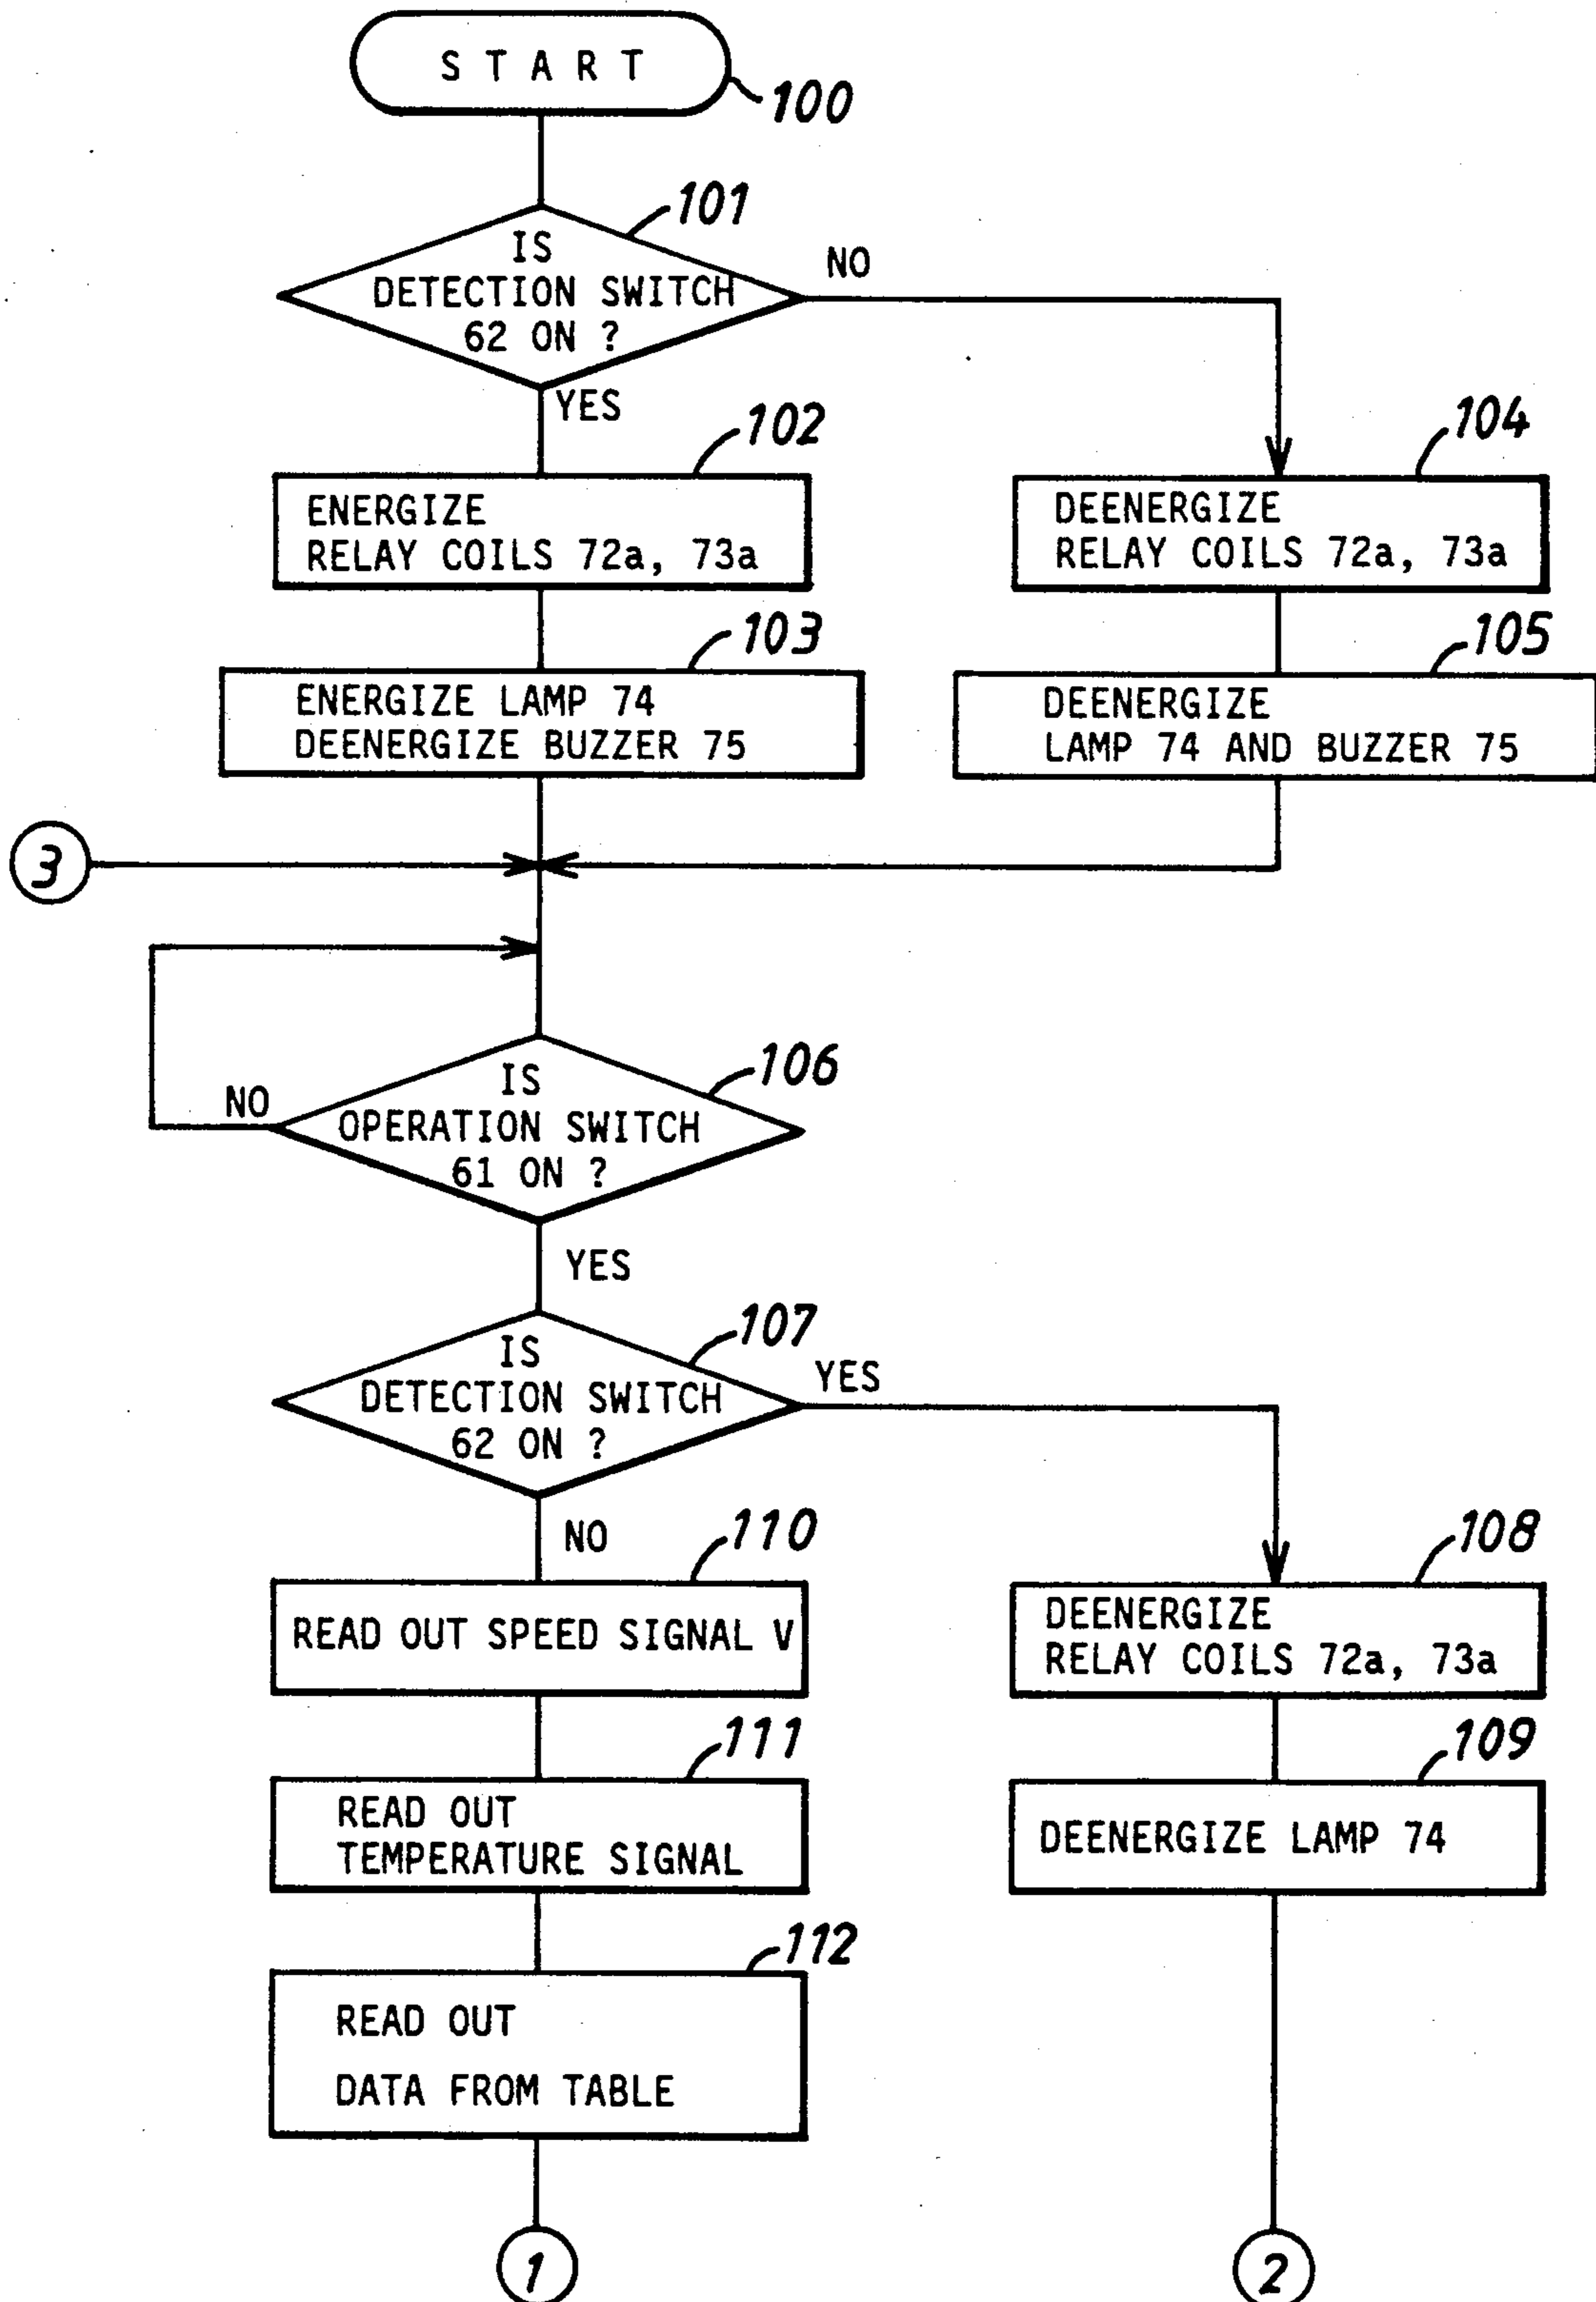 START
100
101
IS
DETECTION SWITCH
62 ON ?
NO
YES
102
ENERGIZE
RELAY COILS 72a, 73a
104
DEENERGIZE
RELAY COILS 72a, 73a
103
ENERGIZE LAMP 74
DEENERGIZE BUZZER 75
105
DEENERGIZE
LAMP 74 AND BUZZER 75
3
106
IS
OPERATION SWITCH
61 ON ?
NO
YES
107
IS
DETECTION SWITCH
62 ON ?
YES
NO
110
READ OUT SPEED SIGNAL V
108
DEENERGIZE
RELAY COILS 72a, 73a
111
READ OUT
TEMPERATURE SIGNAL
109
DEENERGIZE LAMP 74
112
READ OUT
DATA FROM TABLE
1
2